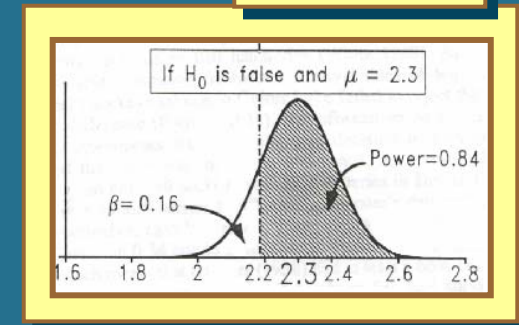 If H₀ is false and μ = 2.3
Power=0.84
β=0.16
1.6 1.8 2 2.2 2.3 2.4 2.6 2.8